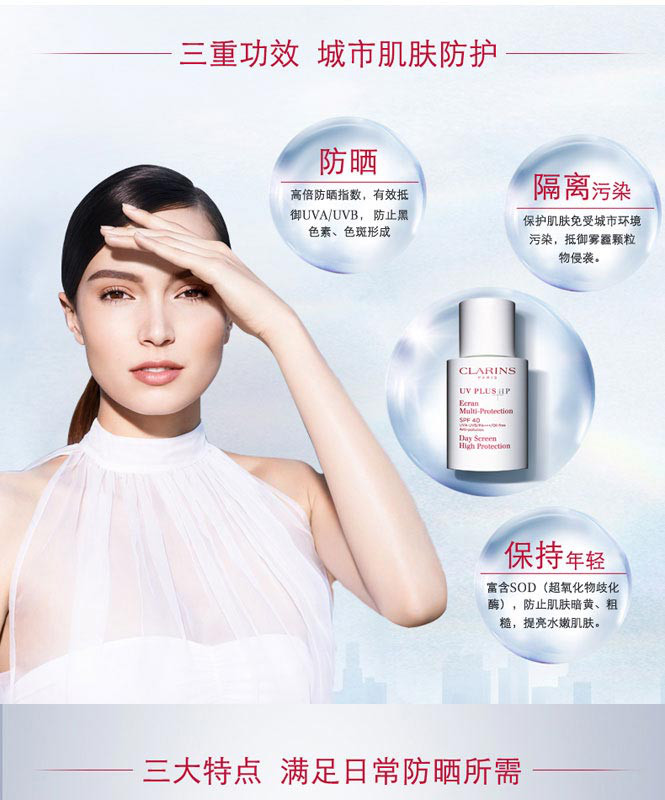 三重功效 城市肌肤防护
防晒
高倍防晒指数，有效抵
御UVA/UVB， 防止黑
色素、色斑形成
隔离污染
保护肌肤免受城市环境
污染，抵御雾霾颗粒
物侵袭。
CLARINS
PARIS
UV PLUS HP
Ecran
Multi-Protection
SPF 40
Day Screen
High Protection
保持年轻
富含SOD（超氧化物歧化
酶），防止肌肤暗黄、粗
糙，提亮水嫩肌肤。
三大特点 满足日常防晒所需